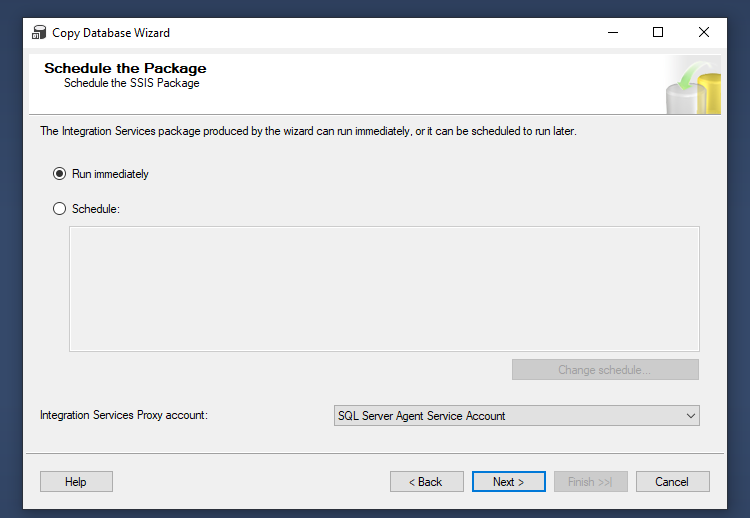 Copy Database Wizard
Schedule the Package
Schedule the SSIS Package
The Integration Services package produced by the wizard can run immediately, or it can be scheduled to run later.
Run immediately
Schedule:
Change schedule...
Integration Services Proxy account:
SQL Server Agent Service Account
Help
< Back
Next >
Finish >>|
Cancel